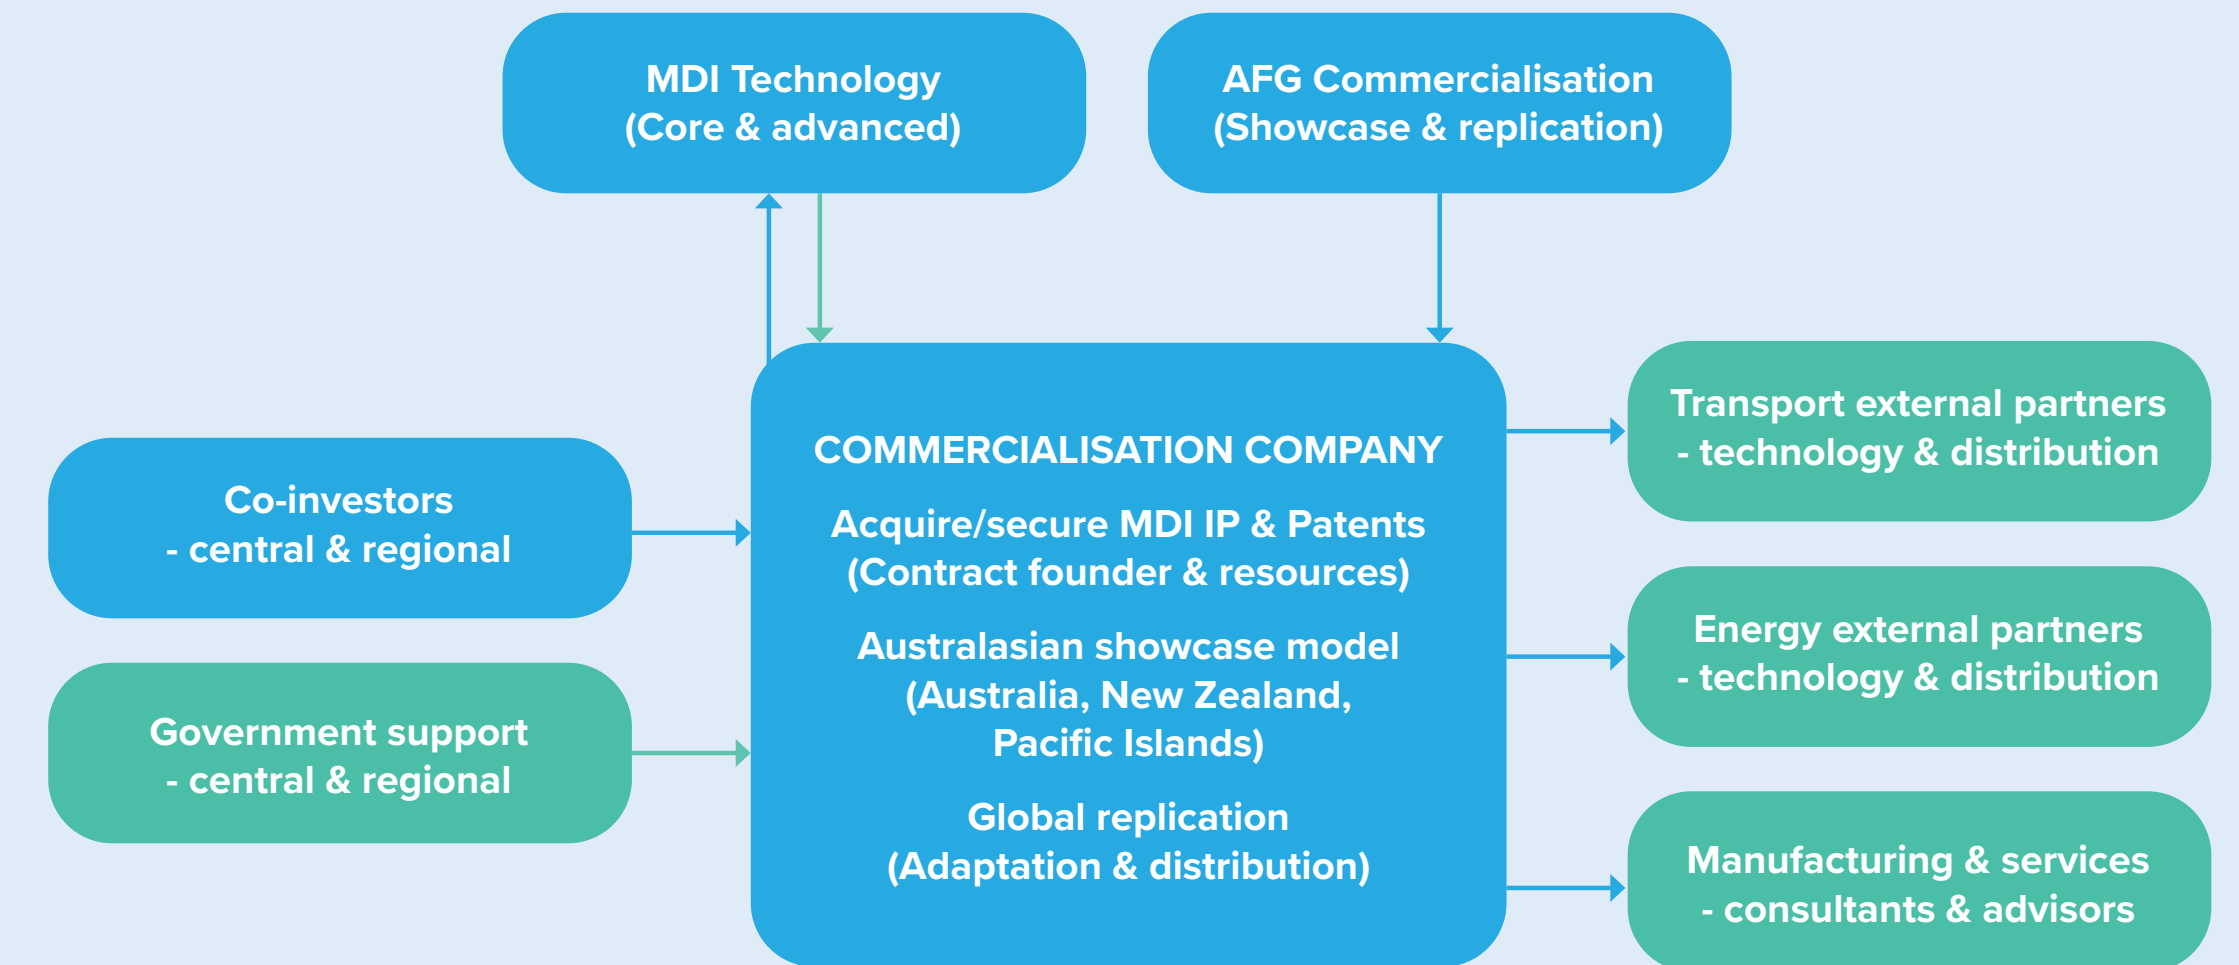 MDI Technology
(Core & advanced)
AFG Commercialisation
(Showcase & replication)
Co-investors
- central & regional
Government support
- central & regional
COMMERCIALISATION COMPANY
Acquire/secure MDI IP & Patents
(Contract founder & resources)
Australasian showcase model
(Australia, New Zealand,
Pacific Islands)
Global replication
(Adaptation & distribution)
Transport external partners
- technology & distribution
Energy external partners
- technology & distribution
Manufacturing & services
- consultants & advisors